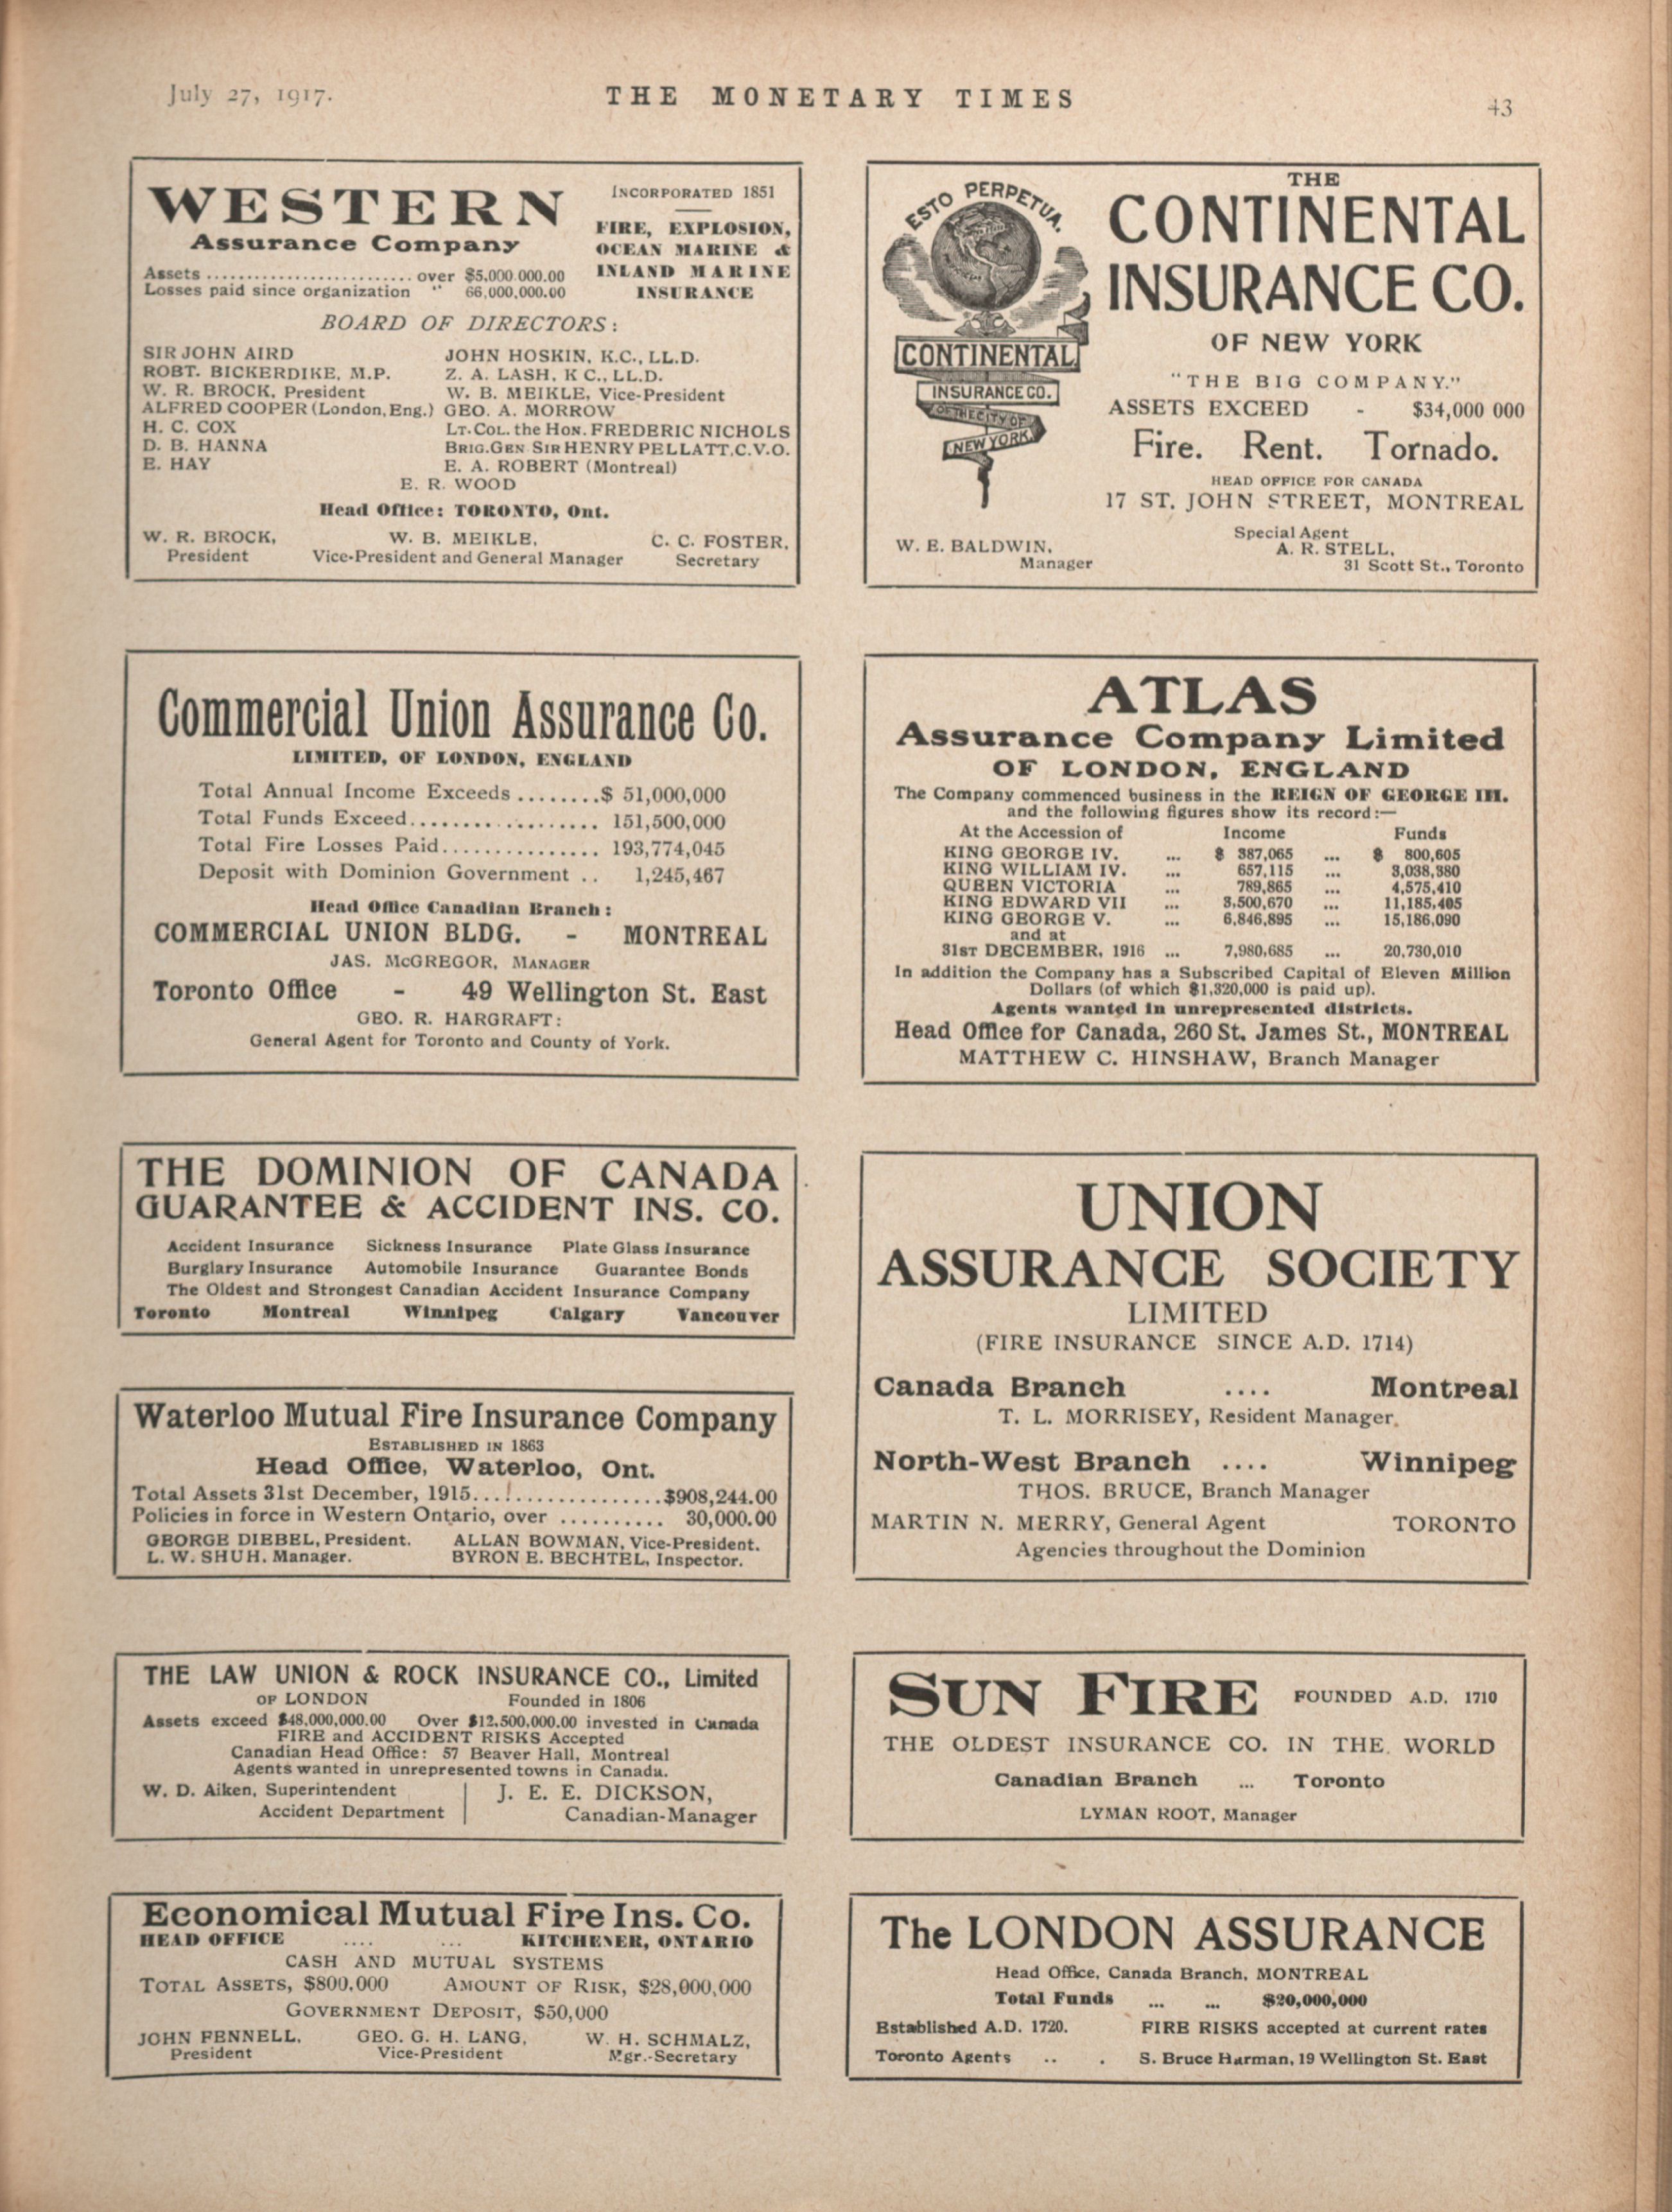 July 27, 1917.
THE MONETARY TIMES
43
WESTERN
Assurance Company
INCORPORATED 1851
FIRE, EXPLOSION,
OCEAN MARINE &
INLAND MARINE
INSURANCE
Assets .......................... over $5,000.000.00
Losses paid since organization " 66,000,000.00
BOARD OF DIRECTORS:
SIR JOHN AIRD JOHN HOSKIN, K.C., LL.D.
ROBT. BICKERDIKE, M.P. Z. A. LASH, K C., LL.D.
W. R. BROCK, President W. B. MEIKLE, Vice-President
ALFRED COOPER (London, Eng.) GEO. A. MORROW
H. C. COX LT. COL. the HON. FREDERIC NICHOLS
D. B. HANNA BRIG. GEN SIR HENRY PELLATT, C.V.O.
E. HAY E. A. ROBERT (Montreal)
E. R. WOOD
Head Office: TORONTO, Ont.
W. R. BROCK, W. B. MEIKLE, C. C. FOSTER,
President Vice-President and General Manager Secretary
ESTO PERPETUA.
CONTINENTAL
INSURANCE CO.
OF THE CITY OF
NEW YORK
THE
CONTINENTAL
INSURANCE CO.
OF NEW YORK
"THE BIG COMPANY."
ASSETS EXCEED - $34,000 000
Fire. Rent. Tornado.
HEAD OFFICE FOR CANADA
17 ST. JOHN STREET, MONTREAL
W. E. BALDWIN,
Manager
Special Agent
A. R. STELL,
31 Scott St., Toronto
Commercial Union Assurance Co.
LIMITED, OF LONDON, ENGLAND
Total Annual Income Exceeds ........$ 51,000,000
Total Funds Exceed.................. 151,500,000
Total Fire Losses Paid............... 193,774,045
Deposit with Dominion Government .. 1,245,467
Head Office Canadian Branch:
COMMERCIAL UNION BLDG. - MONTREAL
JAS. McGREGOR, MANAGER
Toronto Office - 49 Wellington St. East
GEO. R. HARGRAFT:
General Agent for Toronto and County of York.
ATLAS
Assurance Company Limited
OF LONDON, ENGLAND
The Company commenced business in the REIGN OF GEORGE III.
and the following figures show its record:—
At the Accession of Income Funds
KING GEORGE IV. ... $ 387,065 ... $ 800,605
KING WILLIAM IV. ... 657,115 ... 3,038,380
QUEEN VICTORIA ... 789,865 ... 4,575,410
KING EDWARD VII ... 3,500,670 ... 11,185,405
KING GEORGE V. ... 6,846,895 ... 15,186,090
and at
31ST DECEMBER, 1916 ... 7,980,685 ... 20,730,010
In addition the Company has a Subscribed Capital of Eleven Million
Dollars (of which $1,320,000 is paid up).
Agents wanted in unrepresented districts.
Head Office for Canada, 260 St. James St., MONTREAL
MATTHEW C. HINSHAW, Branch Manager
THE DOMINION OF CANADA
GUARANTEE & ACCIDENT INS. CO.
Accident Insurance Sickness Insurance Plate Glass Insurance
Burglary Insurance Automobile Insurance Guarantee Bonds
The Oldest and Strongest Canadian Accident Insurance Company
Toronto Montreal Winnipeg Calgary Vancouver
UNION
ASSURANCE SOCIETY
LIMITED
(FIRE INSURANCE SINCE A.D. 1714)
Canada Branch .... Montreal
T. L. MORRISEY, Resident Manager.
North-West Branch .... Winnipeg
THOS. BRUCE, Branch Manager
MARTIN N. MERRY, General Agent TORONTO
Agencies throughout the Dominion
Waterloo Mutual Fire Insurance Company
ESTABLISHED IN 1863
Head Office, Waterloo, Ont.
Total Assets 31st December, 1915...................$908,244.00
Policies in force in Western Ontario, over .......... 30,000.00
GEORGE DIEBEL, President. ALLAN BOWMAN, Vice-President.
L. W. SHUH, Manager. BYRON E. BECHTEL, Inspector.
THE LAW UNION & ROCK INSURANCE CO., Limited
OF LONDON Founded in 1806
Assets exceed $48,000,000.00 Over $12,500,000.00 invested in Canada
FIRE and ACCIDENT RISKS Accepted
Canadian Head Office: 57 Beaver Hall, Montreal
Agents wanted in unrepresented towns in Canada.
W. D. Aiken, Superintendent J. E. E. DICKSON,
Accident Department Canadian-Manager
SUN FIRE FOUNDED A.D. 1710
THE OLDEST INSURANCE CO. IN THE WORLD
Canadian Branch ... Toronto
LYMAN ROOT, Manager
Economical Mutual Fire Ins. Co.
HEAD OFFICE .... ... KITCHENER, ONTARIO
CASH AND MUTUAL SYSTEMS
TOTAL ASSETS, $800,000 AMOUNT OF RISK, $28,000,000
GOVERNMENT DEPOSIT, $50,000
JOHN FENNELL, GEO. G. H. LANG, W. H. SCHMALZ,
President Vice-President Mgr.-Secretary
The LONDON ASSURANCE
Head Office, Canada Branch, MONTREAL
Total Funds ... ... $20,000,000
Established A.D. 1720. FIRE RISKS accepted at current rates
Toronto Agents .. . S. Bruce Harman, 19 Wellington St. East